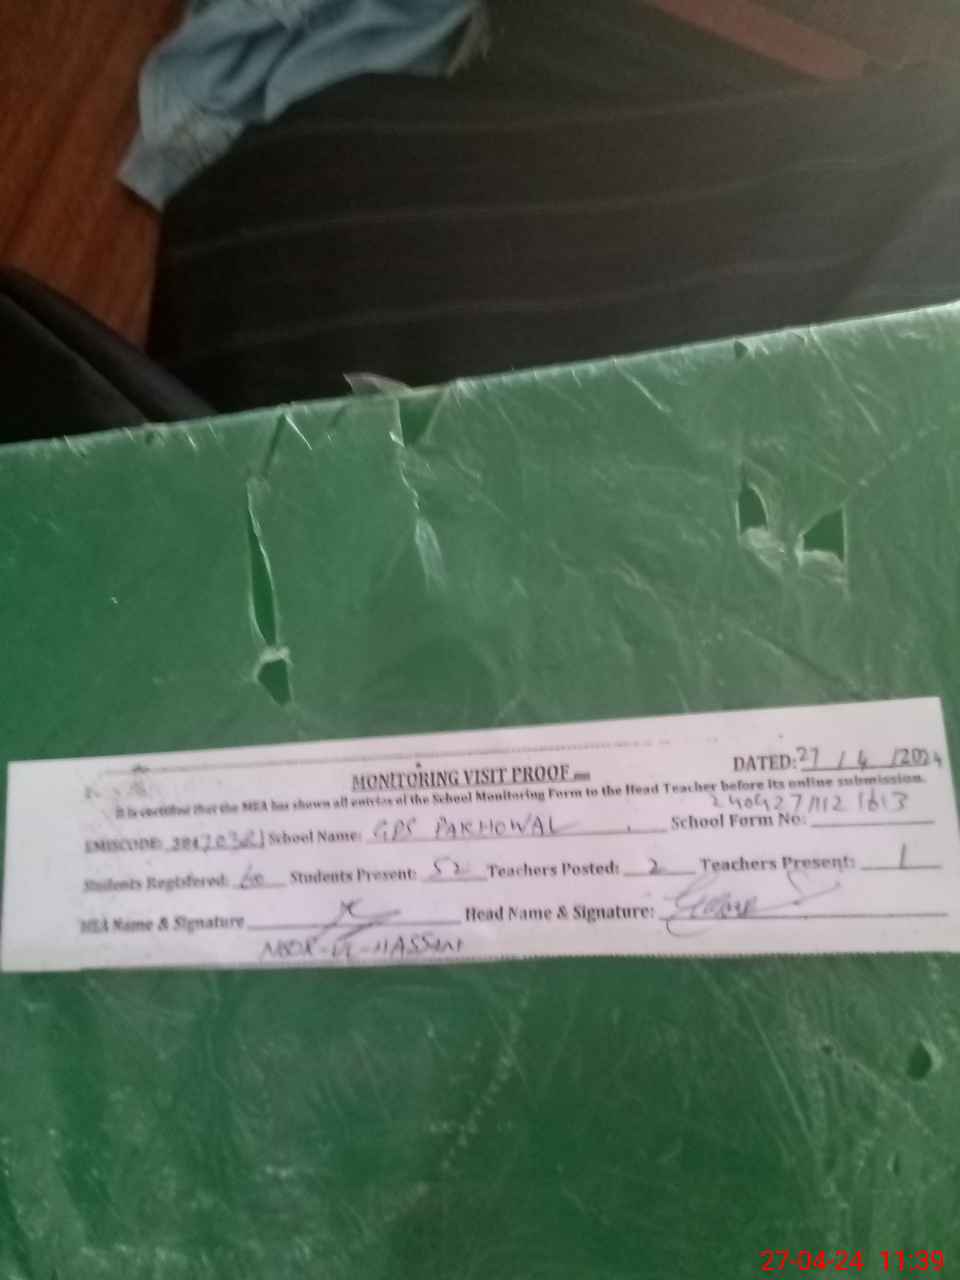 DATED: 27 / 4 /2024
MONITORING VISIT PROOF
It is certified that the MEA has shown all entries of the School Monitoring Form to the Head Teacher before its online submission.
EMISCODE: School Name: GPS PAKHOWAL School Form No:
Students Registered: 60 Students Present: 52 Teachers Posted: 2 Teachers Present: 1
MEA Name & Signature Head Name & Signature:
27-04-24 11:39